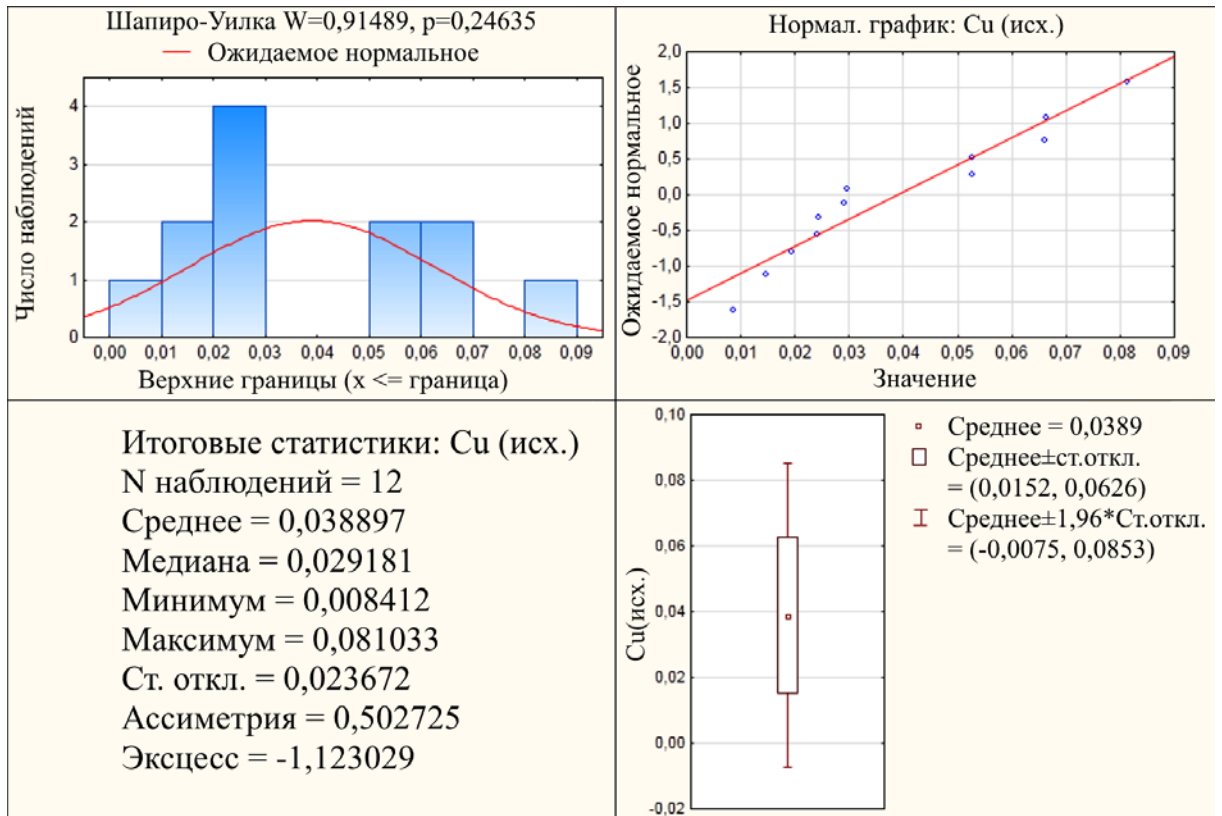 Шапиро-Уилка W=0,91489, p=0,24635
Ожидаемое нормальное
Число наблюдений
4
3
2
1
0
0,00 0,01 0,02 0,03 0,04 0,05 0,06 0,07 0,08 0,09
Верхние границы (x <= граница)
Нормал. график: Cu (исх.)
Ожидаемое нормальное
2,0
1,5
1,0
0,5
0,0
-0,5
-1,0
-1,5
-2,0
0,00 0,01 0,02 0,03 0,04 0,05 0,06 0,07 0,08 0,09
Значение
Итоговые статистики: Cu (исх.)
N наблюдений = 12
Среднее = 0,038897
Медиана = 0,029181
Минимум = 0,008412
Максимум = 0,081033
Ст. откл. = 0,023672
Ассиметрия = 0,502725
Эксцесс = -1,123029
Cu(исх.)
0,10
0,08
0,06
0,04
0,02
0,00
-0,02
Среднее = 0,0389
Среднее±ст.откл.
= (0,0152, 0,0626)
Среднее±1,96*Ст.откл.
= (-0,0075, 0,0853)